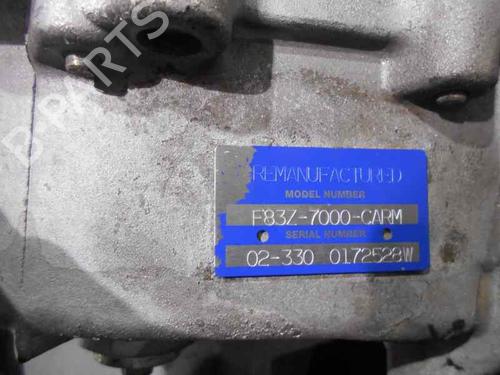 B-PARTS
REMANUFACTURED
MODEL NUMBER
F83Z-7000-CARM
SERIAL NUMBER
02-330 0172528W